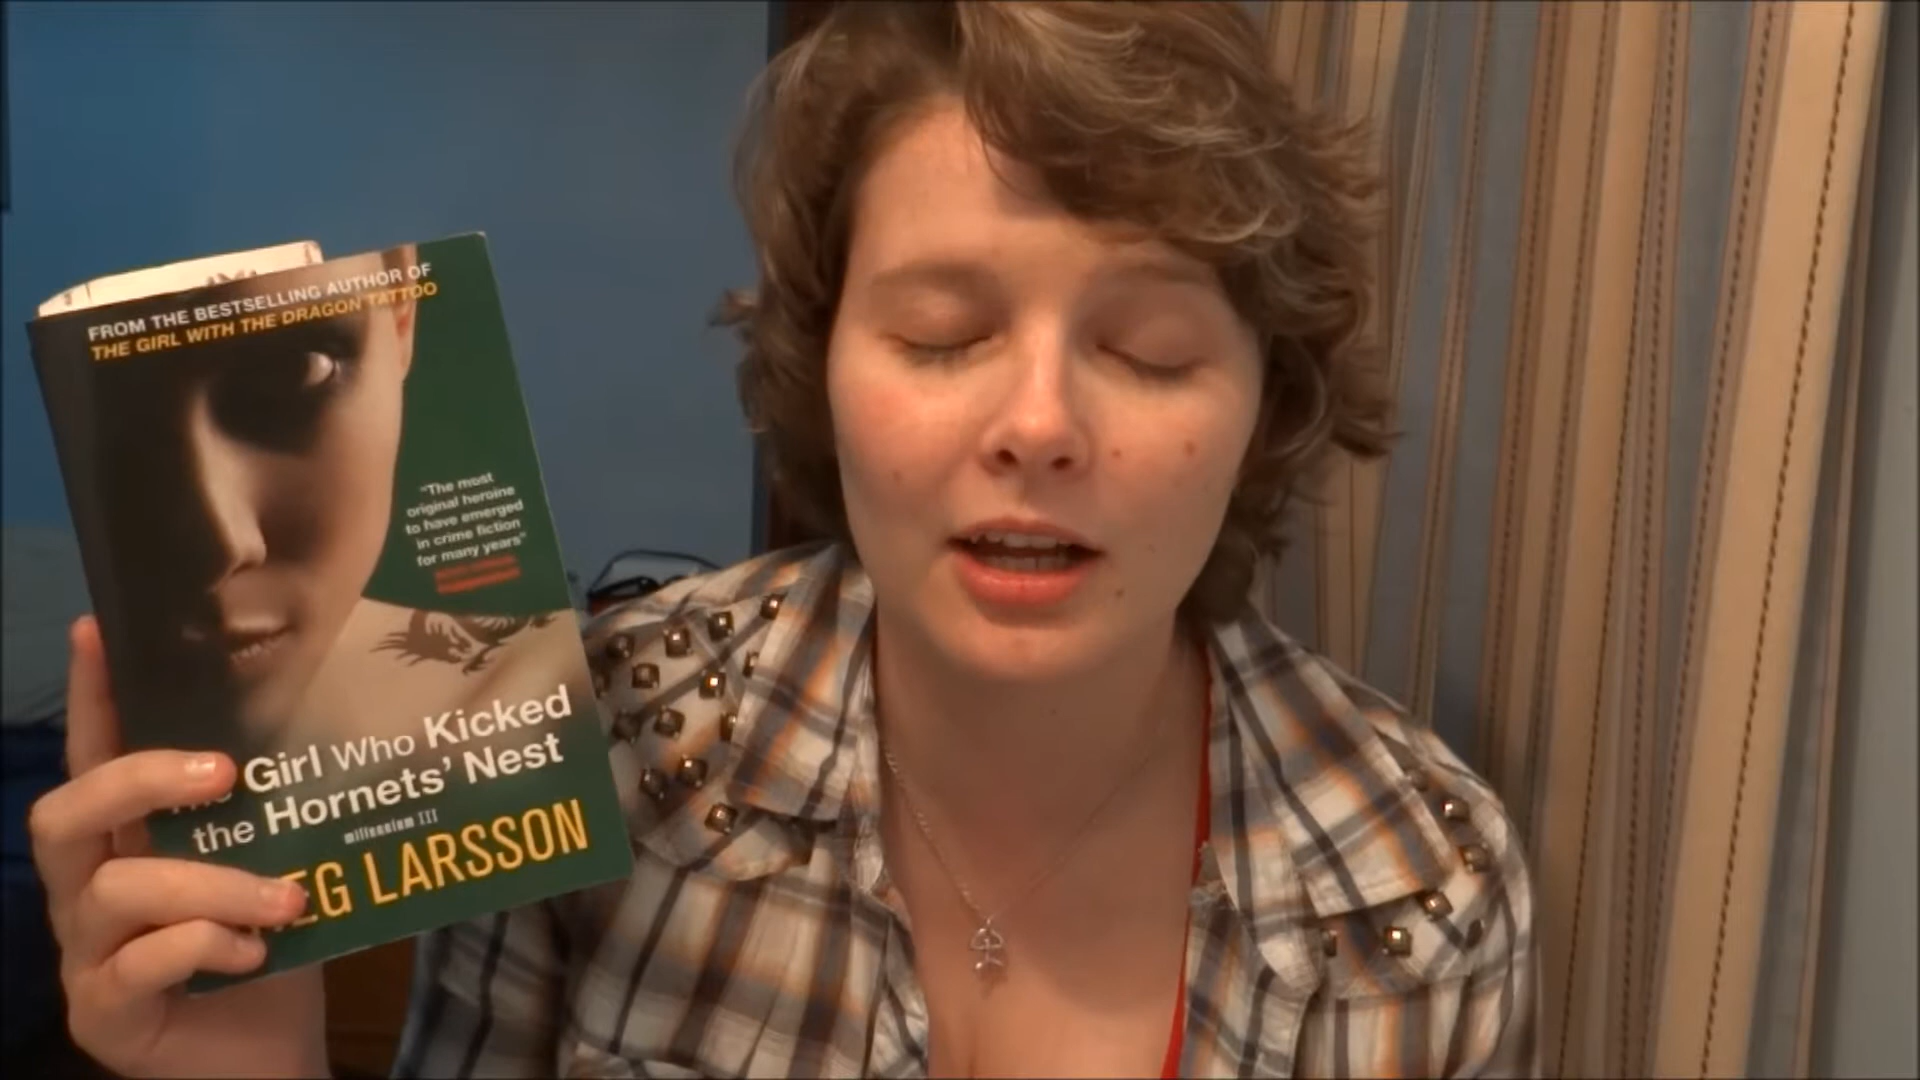 FROM THE BESTSELLING AUTHOR OF
THE GIRL WITH THE DRAGON TATTOO
"The most
original heroine
to have emerged
in crime fiction
for many years"
Girl Who Kicked
the Hornets' Nest
millennium III
LARSSON